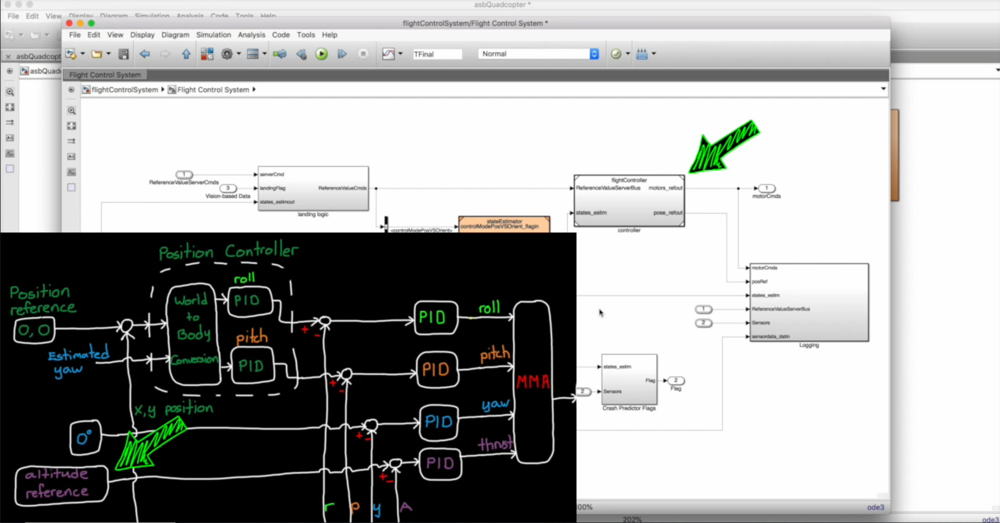 asbQuadcopter *
File Edit View Display Diagram Simulation Analysis Code Tools Help
flightControlSystem/Flight Control System *
File Edit View Display Diagram Simulation Analysis Code Tools Help
TFinal
Normal
asbQuadcopt
Flight Control System
asbQuad
flightControlSystem Flight Control System
1
ReferenceValueServerCmds
3
Vision-based Data
serverCmd
landingFlag
states_estimout
ReferenceValueCmds
landing logic
<controlModePosVSOrient>
stateEstimator
controlModePosVSOrient_flagin
flightController
ReferenceValueServerBus
motors_refout
states_estim
pose_refout
controller
1
motorCmds
motorCmds
posRef
states_estim
1
ReferenceValueServerBus
2
Sensors
sensordata_datin
Logging
states_estim
2
Sensors
Flag
2
Flag
Crash Predictor Flags
Position Controller
Position
reference
0,0
Estimated
yaw
World
to
Body
Conversion
roll
PID
pitch
PID
x,y position
0°
altitude
reference
+
-
+
-
+
-
+
-
PID
roll
PID
pitch
PID
yaw
PID
thrust
MMA
r
p
y
A
100%
ode3
202%
ode3